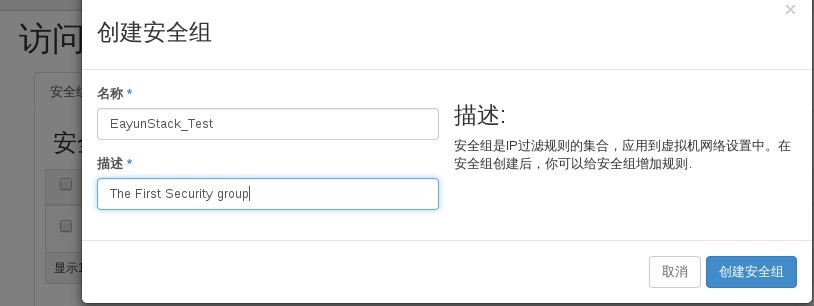 ×
创建安全组
访问
名称 *
EayunStack_Test
描述:
安全组是IP过滤规则的集合，应用到虚拟机网络设置中。在
安全组创建后，你可以给安全组增加规则.
描述 *
The First Security group
安全
安全
显示1
取消
创建安全组